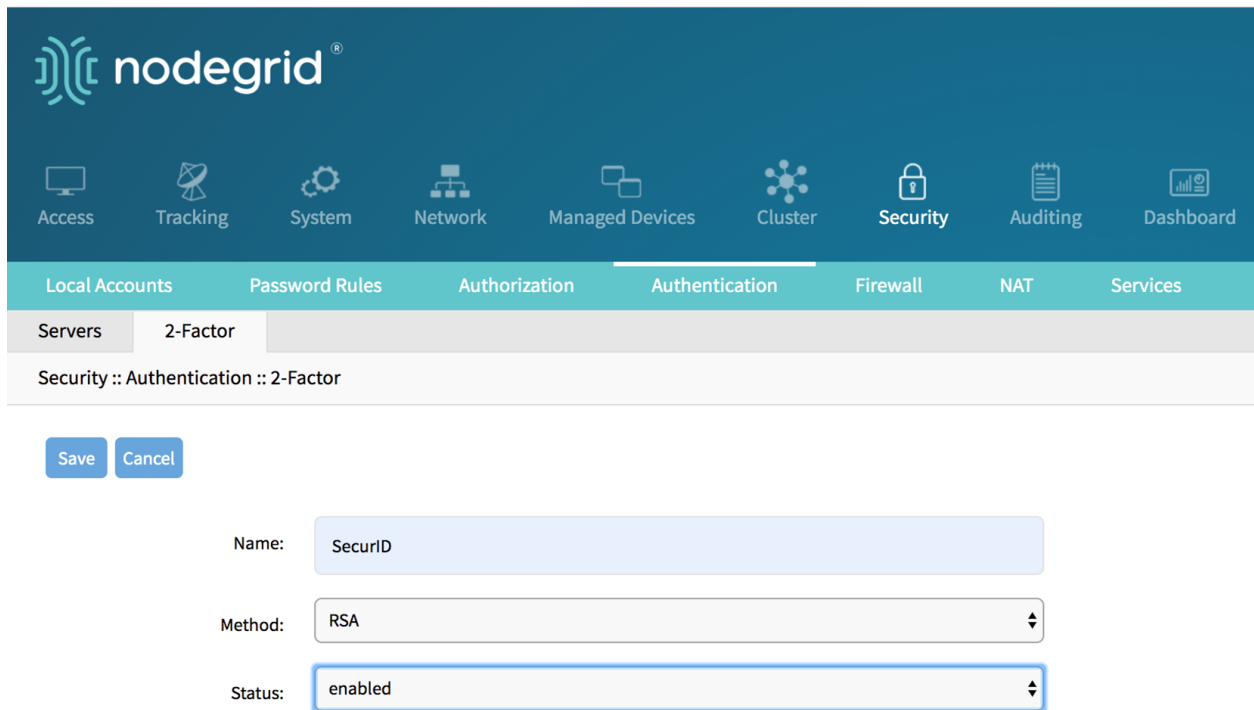 nodegrid®
Access Tracking System Network Managed Devices Cluster Security Auditing Dashboard
Local Accounts Password Rules Authorization Authentication Firewall NAT Services
Servers 2-Factor
Security :: Authentication :: 2-Factor
Save Cancel
Name: SecurID
Method: RSA
Status: enabled